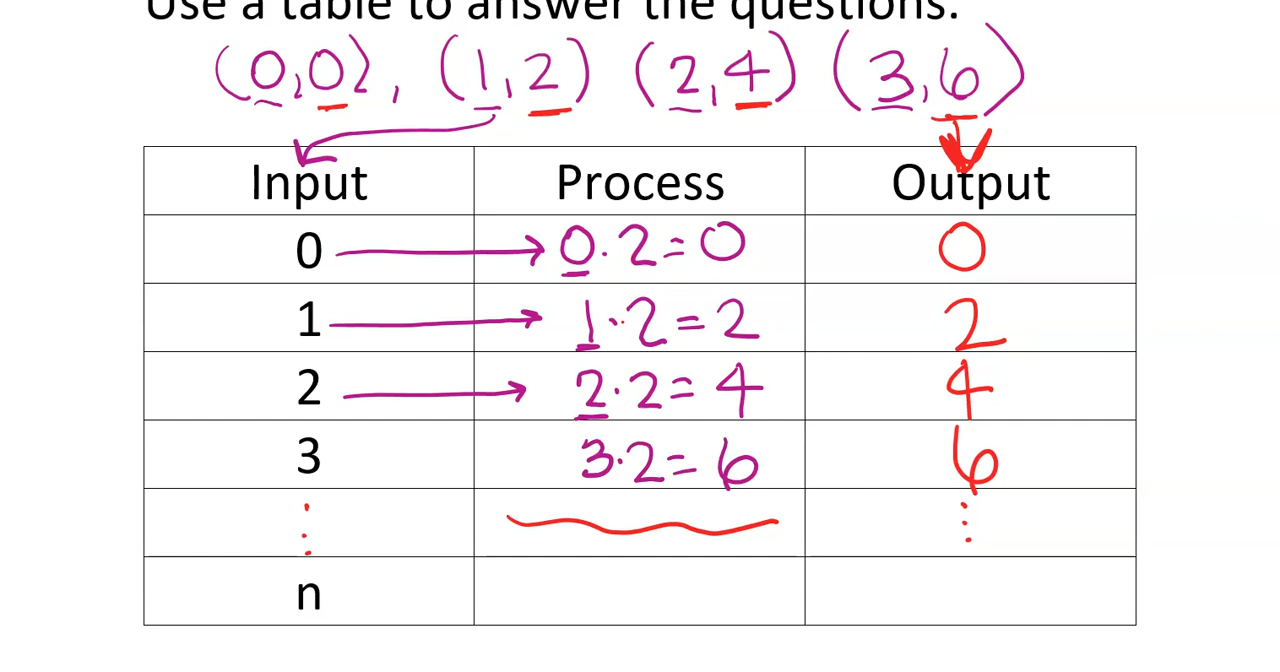 Use a table to answer the questions.
(0,0), (1,2) (2,4) (3,6)
Input Process Output
0 0·2=0 0
1 1·2=2 2
2 2·2=4 4
3 3·2=6 6
⋮ ⋮
n